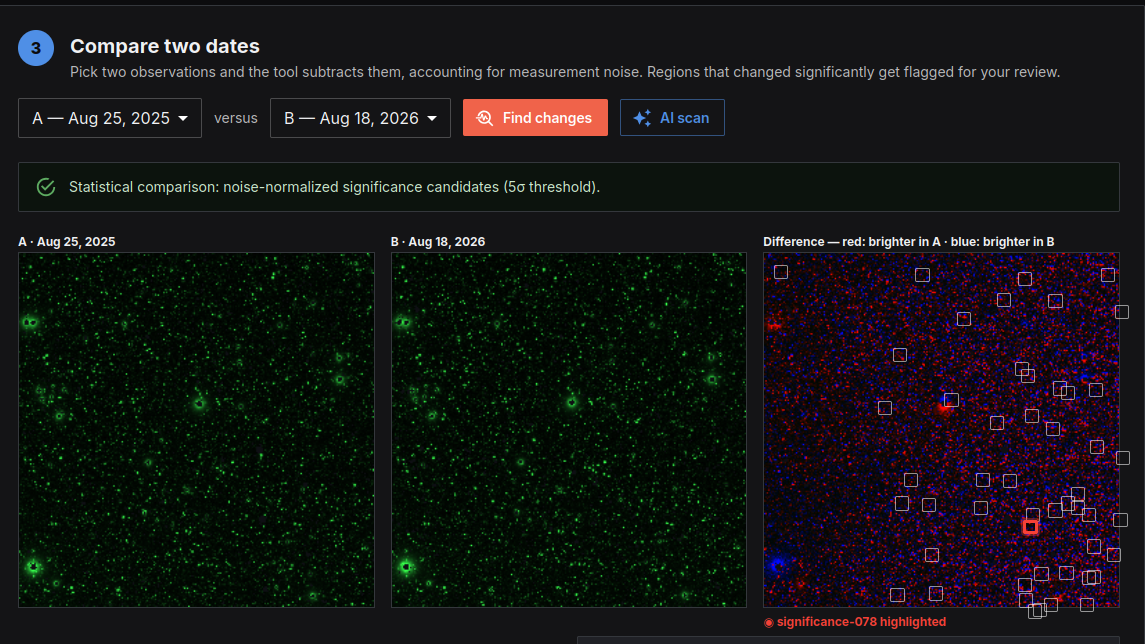 3
Compare two dates
Pick two observations and the tool subtracts them, accounting for measurement noise. Regions that changed significantly get flagged for your review.
A — Aug 25, 2025 versus B — Aug 18, 2026 Find changes AI scan
Statistical comparison: noise-normalized significance candidates (5σ threshold).
A · Aug 25, 2025
B · Aug 18, 2026
Difference — red: brighter in A · blue: brighter in B
◉ significance-078 highlighted